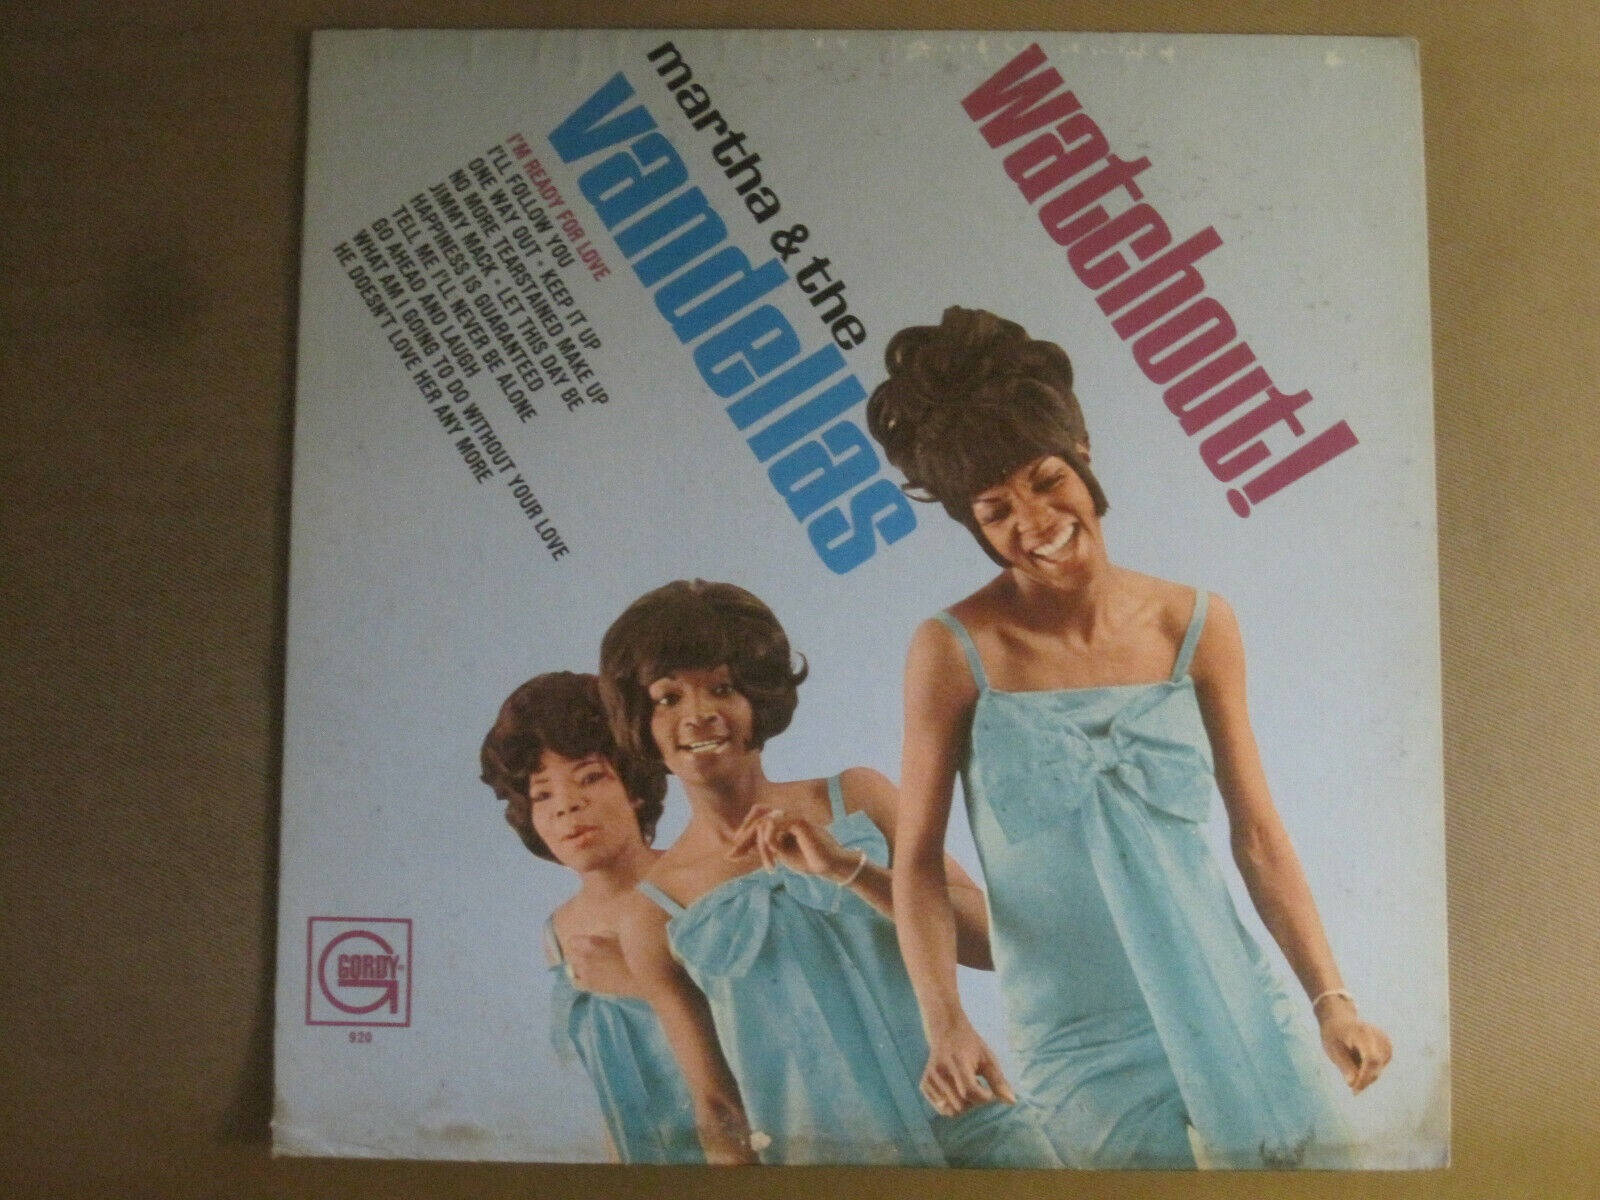 martha & the
vandellas
watchout!
I'M READY FOR LOVE
I'LL FOLLOW YOU
ONE WAY OUT • KEEP IT UP
NO MORE TEARSTAINED MAKE UP
JIMMY MACK • LET THIS DAY BE
HAPPINESS IS GUARANTEED
TELL ME I'LL NEVER BE ALONE
GO AHEAD AND LAUGH
WHAT AM I GOING TO DO WITHOUT YOUR LOVE
HE DOESN'T LOVE HER ANY MORE
GORDY
920